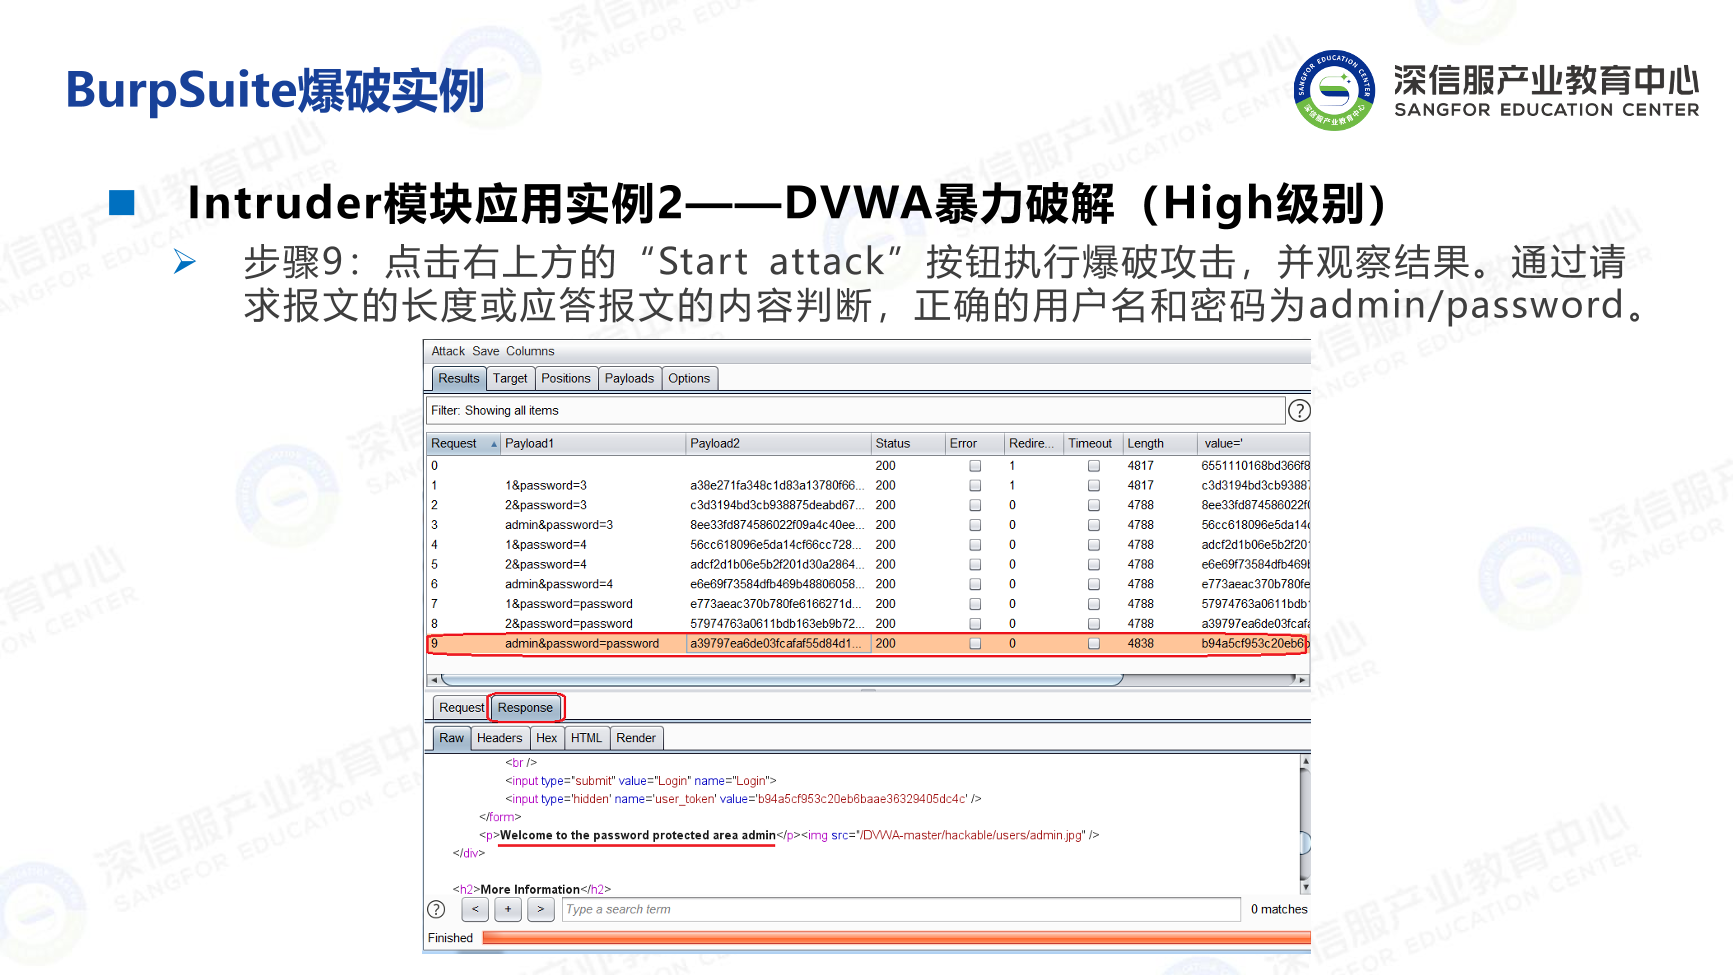 BurpSuite爆破实例
深信服产业教育中心
SANGFOR EDUCATION CENTER
Intruder模块应用实例2——DVWA暴力破解（High级别）
步骤9：点击右上方的“Start attack”按钮执行爆破攻击，并观察结果。通过请
求报文的长度或应答报文的内容判断，正确的用户名和密码为admin/password。
Attack Save Columns
Results Target Positions Payloads Options
Filter: Showing all items
Request Payload1 Payload2 Status Error Redire... Timeout Length value='
0 200 1 4817 6551110168bd366f8
1 1&password=3 a38e271fa348c1d83a13780f66... 200 1 4817 c3d3194bd3cb9388
2 2&password=3 c3d3194bd3cb938875deabd67... 200 0 4788 8ee33fd874586022f
3 admin&password=3 8ee33fd874586022f09a4c40ee... 200 0 4788 56cc618096e5da14
4 1&password=4 56cc618096e5da14cf66cc728... 200 0 4788 adcf2d1b06e5b2f20
5 2&password=4 adcf2d1b06e5b2f201d30a2864... 200 0 4788 e6e69f73584dfb469
6 admin&password=4 e6e69f73584dfb469b48806058... 200 0 4788 e773aeac370b780fe
7 1&password=password e773aeac370b780fe6166271d... 200 0 4788 57974763a0611bdb
8 2&password=password 57974763a0611bdb163eb9b72... 200 0 4788 a39797ea6de03fcafa
9 admin&password=password a39797ea6de03fcafaf55d84d1... 200 0 4838 b94a5cf953c20eb6b
Request Response
Raw Headers Hex HTML Render
<br />
<input type="submit" value="Login" name="Login">
<input type='hidden' name='user_token' value='b94a5cf953c20eb6baae36329405dc4c' />
</form>
<p>Welcome to the password protected area admin</p><img src="/DVWA-master/hackable/users/admin.jpg" />
</div>
<h2>More Information</h2>
? < + > Type a search term 0 matches
Finished